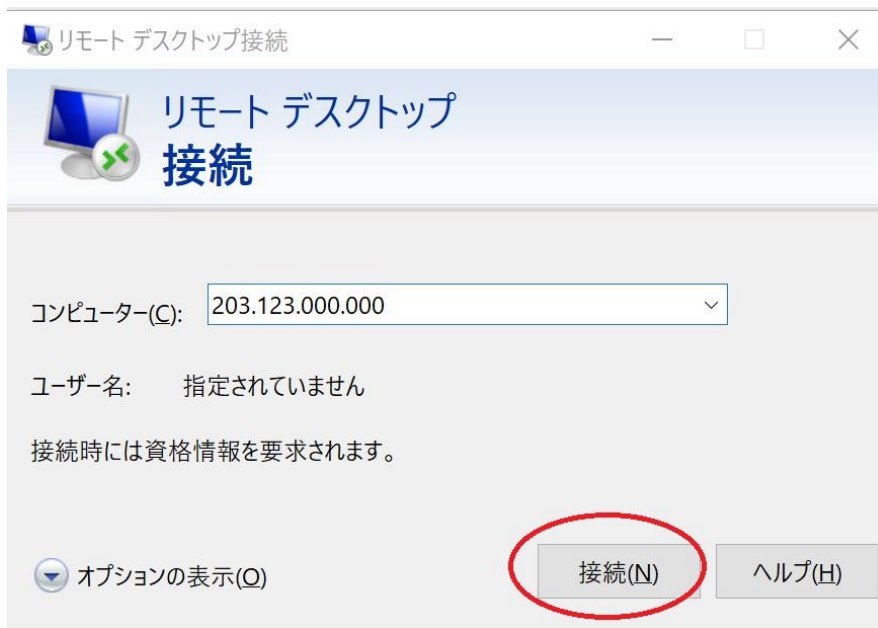 リモート デスクトップ接続
リモート デスクトップ
接続
コンピューター(C): 203.123.000.000
ユーザー名: 指定されていません
接続時には資格情報を要求されます。
オプションの表示(O) 接続(N) ヘルプ(H)